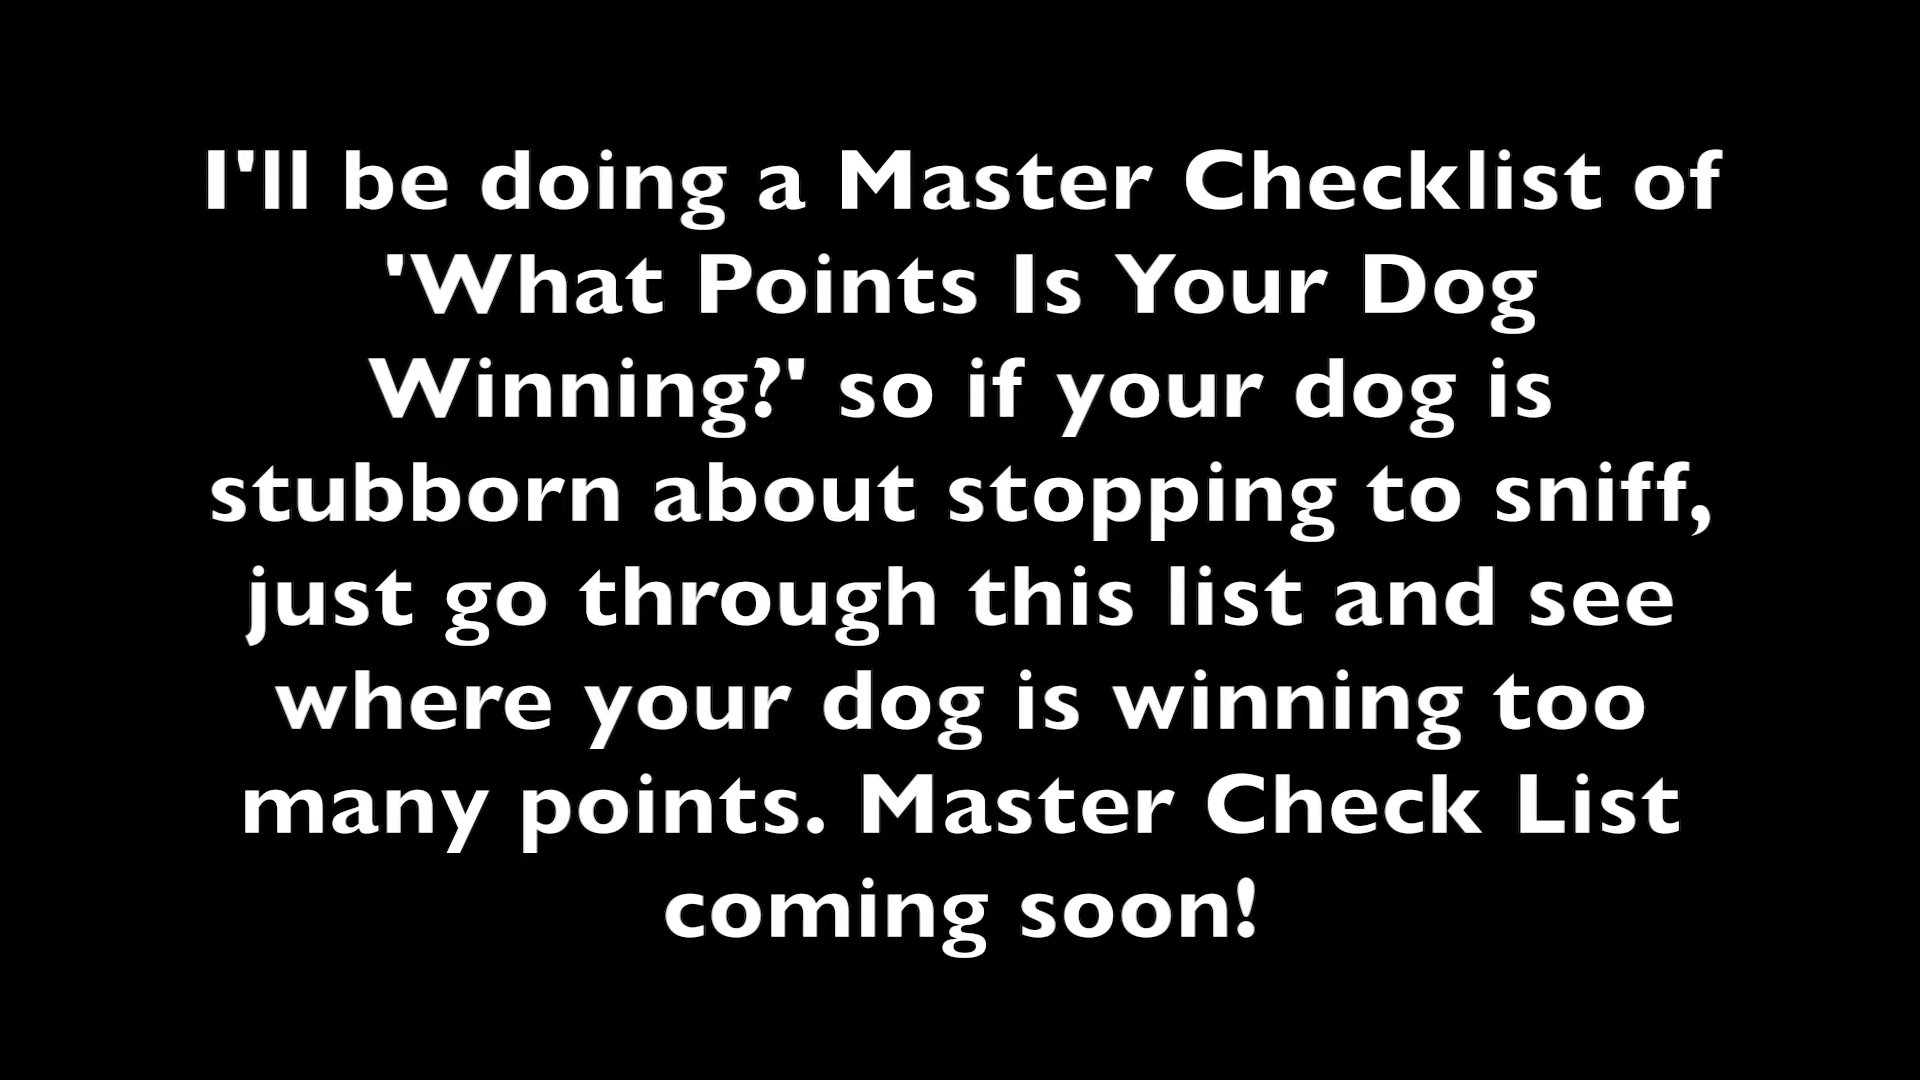 I'll be doing a Master Checklist of
'What Points Is Your Dog
Winning?' so if your dog is
stubborn about stopping to sniff,
just go through this list and see
where your dog is winning too
many points. Master Check List
coming soon!